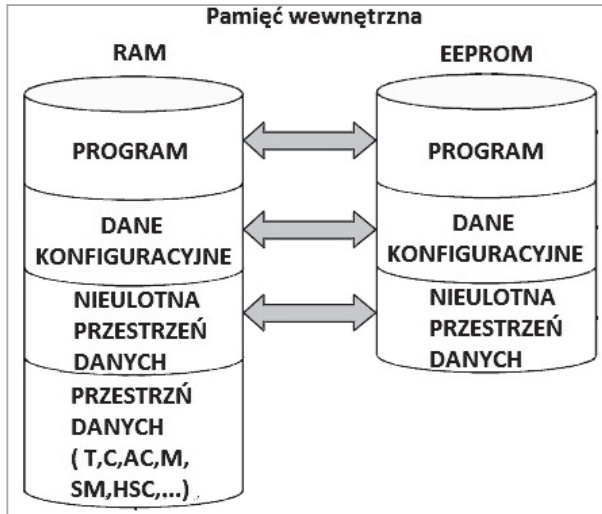 Pamięć wewnętrzna
RAM
PROGRAM
DANE
KONFIGURACYJNE
NIEULOTNA
PRZESTRZEŃ
DANYCH
PRZESTRZŃ
DANYCH
( T,C,AC,M,
SM,HSC,...)
EEPROM
PROGRAM
DANE
KONFIGURACYJNE
NIEULOTNA
PRZESTRZEŃ
DANYCH